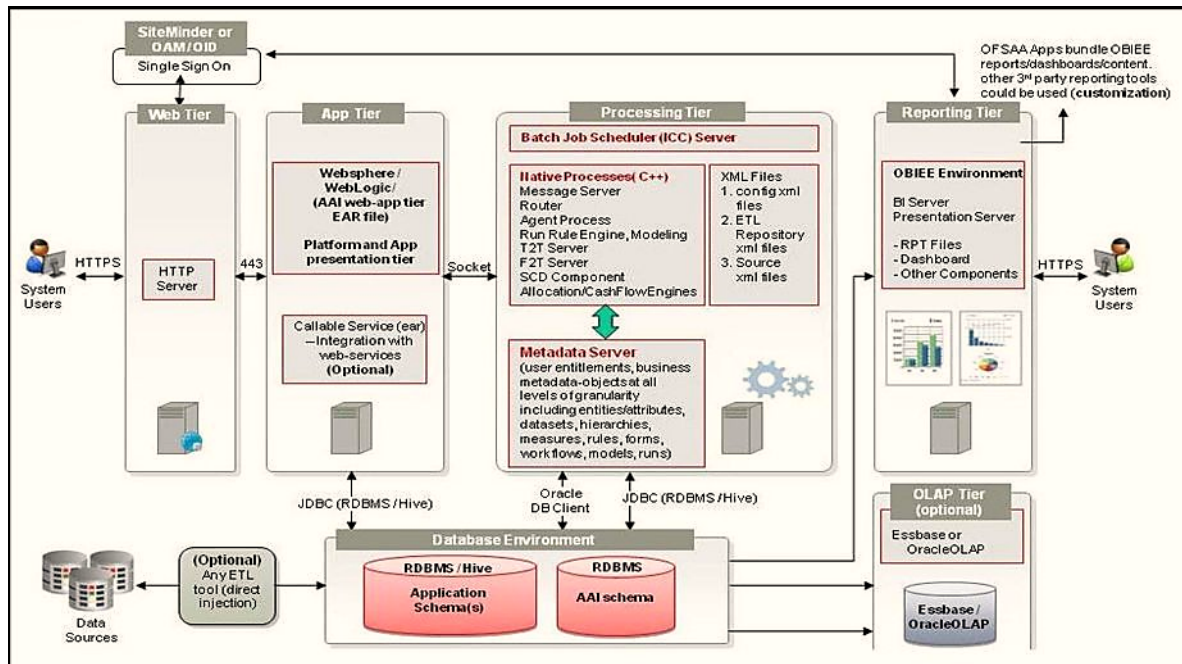 SiteMinder or
OAM/OID
Single Sign On
OFSAA Apps bundle OBIEE
reports/dashboards/content.
other 3rd party reporting tools
could be used (customization)
Web Tier
HTTPS
System
Users
HTTP
Server
443
App Tier
Websphere /
WebLogic/
(AAI web-app tier
EAR file)
Platform and App
presentation tier
Callable Service (ear)
—Integration with
web-services
(Optional)
Socket
Processing Tier
Batch Job Scheduler (ICC) Server
Native Processes( C++)
Message Server
Router
Agent Process
Run Rule Engine, Modeling
T2T Server
F2T Server
SCD Component
Allocation/CashFlowEngines
XML Files
1. config xml
files
2. ETL
Repository
xml files
3. Source
xml files
Metadata Server
(user entitlements, business
metadata-objects at all
levels of granularity
including entities/attributes,
datasets, hierarchies,
measures, rules, forms,
workflows, models, runs)
Reporting Tier
OBIEE Environment
BI Server
Presentation Server
- RPT Files
- Dashboard
- Other Components
HTTPS
System
Users
JDBC (RDBMS /Hive)
Oracle
DB Client
JDBC (RDBMS /Hive)
Data
Sources
(Optional)
Any ETL
tool (direct
injection)
Database Environment
RDBMS / Hive
Application
Schema(s)
RDBMS
AAI schema
OLAP Tier
(optional)
Essbase or
OracleOLAP
Essbase /
OracleOLAP